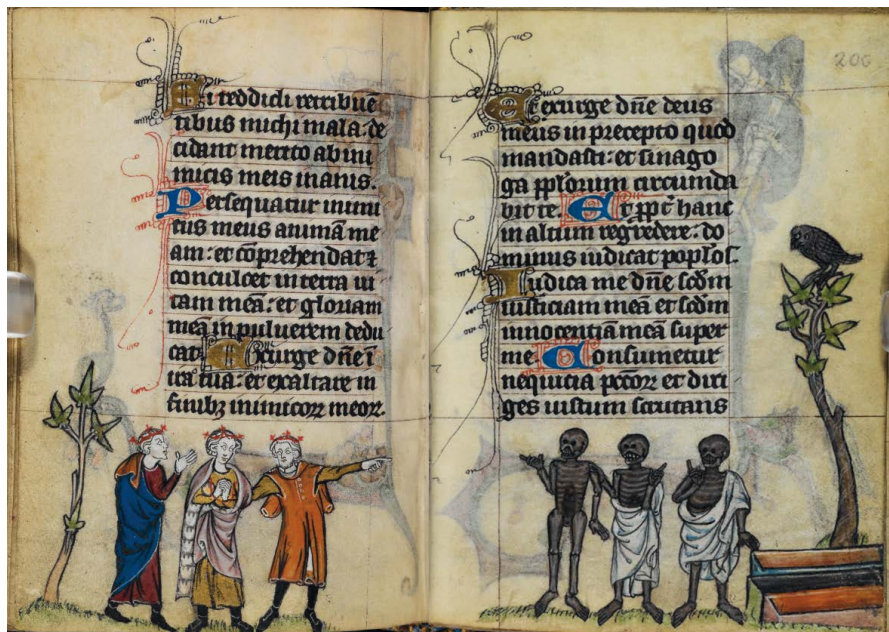 Si reddidi retribuē
tibus michi mala: de
cidant merito ab ini
micis meis inanis.
Persequatur inimi
cus meus animā me
am: et cōprehendat ⁊
conculcet in terra ui
tam meā: et gloriam
meā in puluerem dedu
cat. Exurge dn̄e ī
ira tua: et exaltare in
finibꝫ inimicoꝝ meoꝝ.
200
Et exurge dn̄e deus
meus in precepto quod
mandasti: et sinago
ga ppl̄orum circumda
bit te. Et ꝓpt̄ hanc
in altum regredere: do
minus iudicat popl̄os.
Iudica me dn̄e scd̄m
iusticiam meā et scd̄m
innocentiā meā super
me. Consumetur
nequicia pctōꝝ et diri
ges iustum scrutans